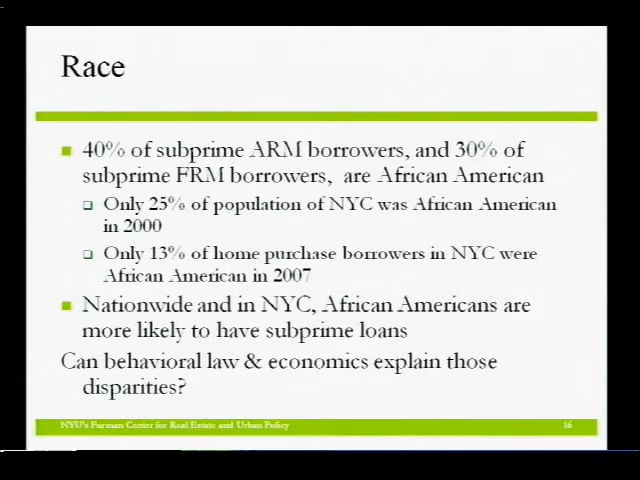 Race
40% of subprime ARM borrowers, and 30% of
subprime FRM borrowers, are African American
Only 25% of population of NYC was African American
in 2000
Only 13% of home purchase borrowers in NYC were
African American in 2007
Nationwide and in NYC, African Americans are
more likely to have subprime loans
Can behavioral law & economics explain those
disparities?
NYU's Furman Center for Real Estate and Urban Policy 16